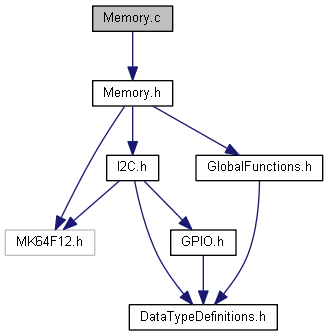 Memory.c
Memory.h
I2C.h
GlobalFunctions.h
MK64F12.h
GPIO.h
DataTypeDefinitions.h